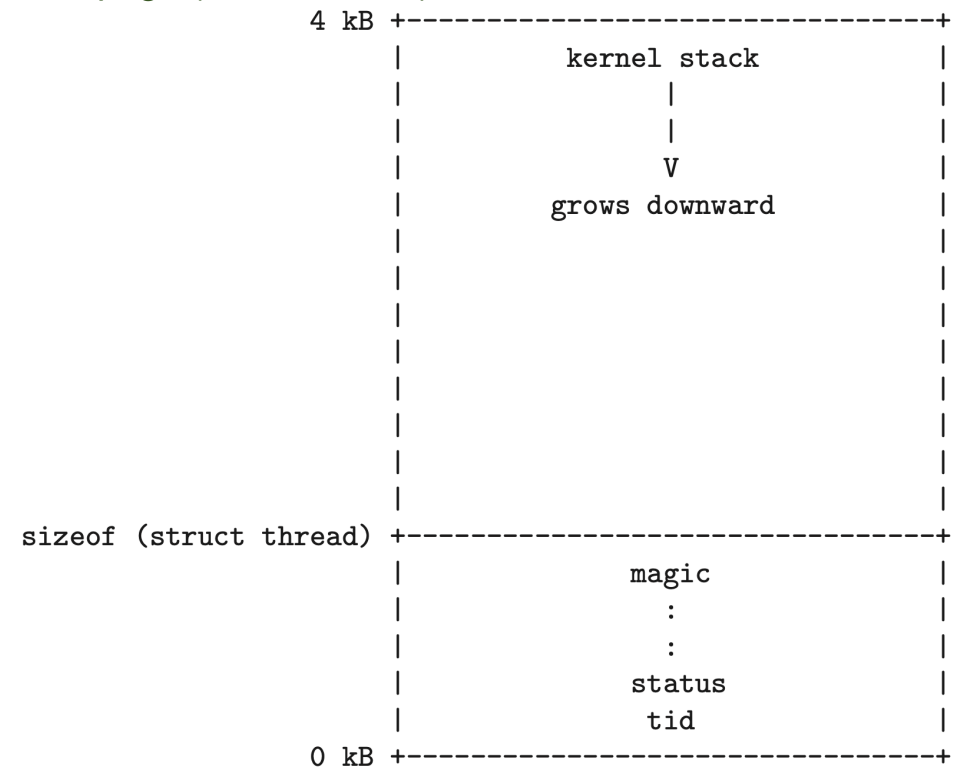 4 kB +---------------------------------+
| kernel stack |
| | |
| | |
| V |
| grows downward |
| |
| |
| |
| |
| |
| |
| |
| |
sizeof (struct thread) +---------------------------------+
| magic |
| : |
| : |
| status |
| tid |
0 kB +---------------------------------+